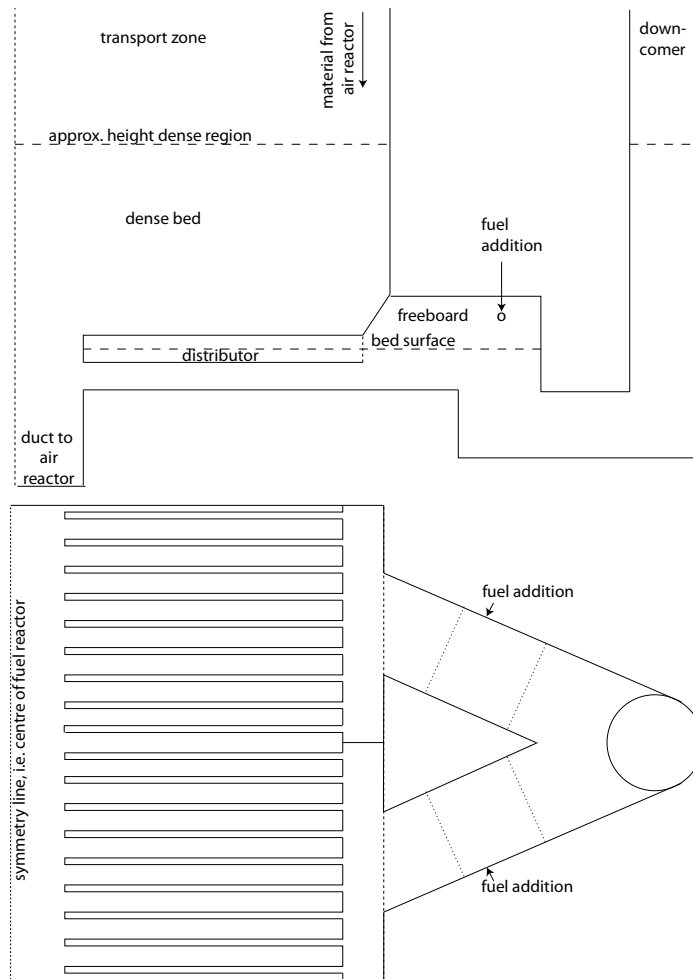 transport zone
material from
air reactor
down-
comer
approx. height dense region
dense bed
fuel
addition
freeboard
bed surface
distributor
duct to
air
reactor
symmetry line, i.e. centre of fuel reactor
fuel addition
fuel addition